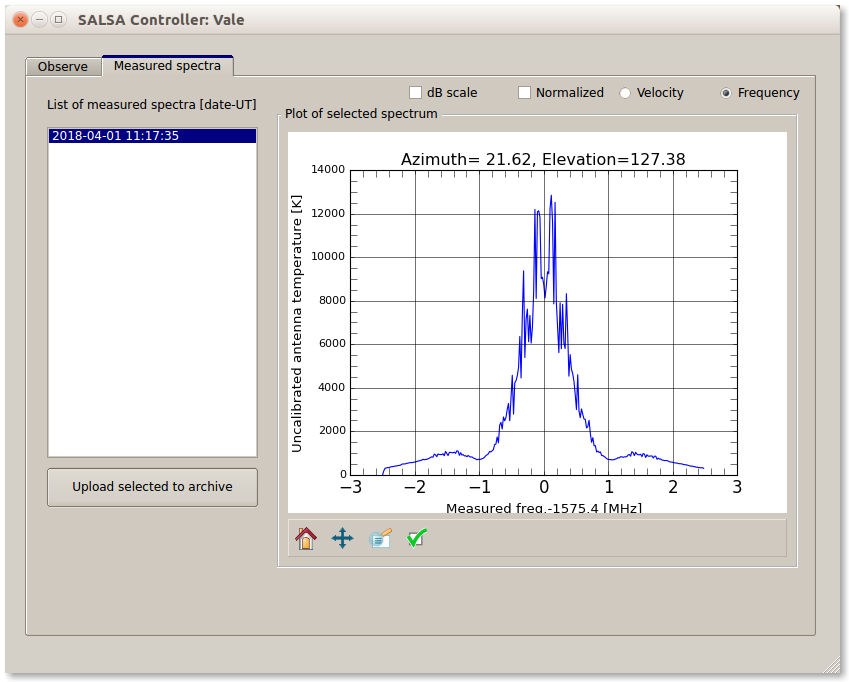 SALSA Controller: Vale
Observe
Measured spectra
dB scale
Normalized
Velocity
Frequency
List of measured spectra [date-UT]
2018-04-01 11:17:35
Upload selected to archive
Plot of selected spectrum
Azimuth= 21.62, Elevation=127.38
Uncalibrated antenna temperature [K]
14000
12000
10000
8000
6000
4000
2000
0
−3
−2
−1
0
1
2
3
Measured freq.-1575.4 [MHz]